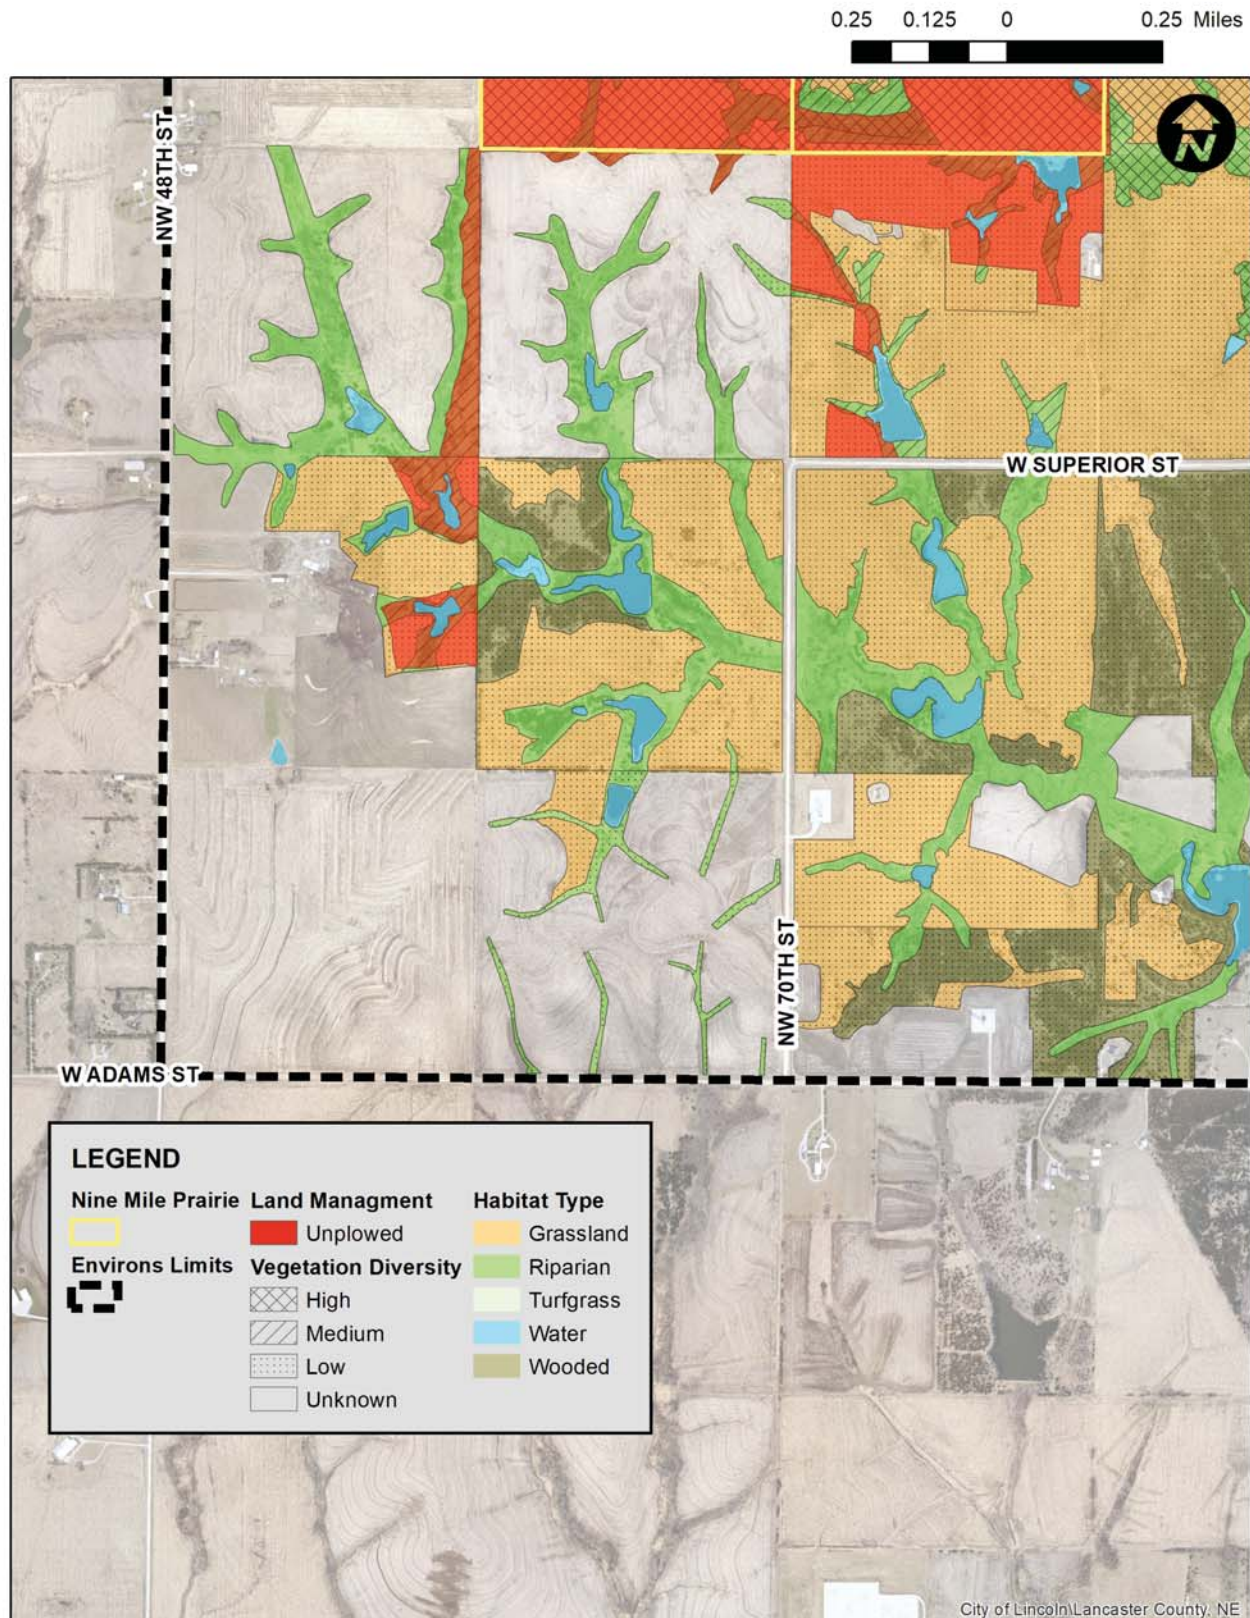 0.25 0.125 0 0.25 Miles
N
NW 48TH ST
W SUPERIOR ST
NW 70TH ST
W ADAMS ST
LEGEND
Nine Mile Prairie
Environs Limits
Land Managment
Unplowed
Vegetation Diversity
High
Medium
Low
Unknown
Habitat Type
Grassland
Riparian
Turfgrass
Water
Wooded
City of Lincoln\Lancaster County, NE